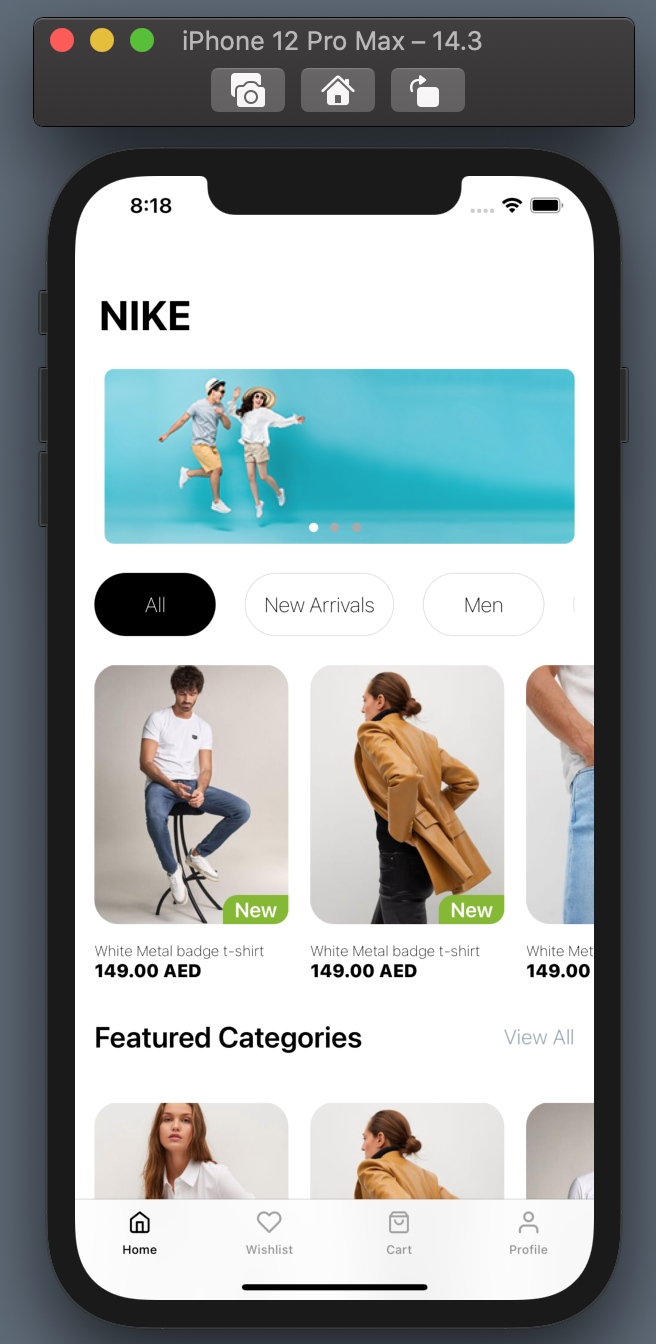 iPhone 12 Pro Max – 14.3
8:18
NIKE
All New Arrivals Men
New New
White Metal badge t-shirt White Metal badge t-shirt White Met
149.00 AED 149.00 AED 149.00
Featured Categories View All
Home Wishlist Cart Profile